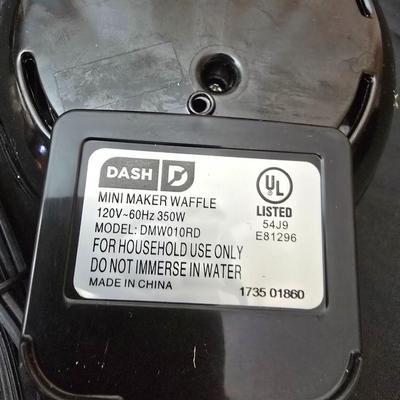 DASH D
MINI MAKER WAFFLE
120V~60Hz 350W
MODEL: DMW010RD
FOR HOUSEHOLD USE ONLY
DO NOT IMMERSE IN WATER
MADE IN CHINA
UL
LISTED
54J9
E81296
1735 01860